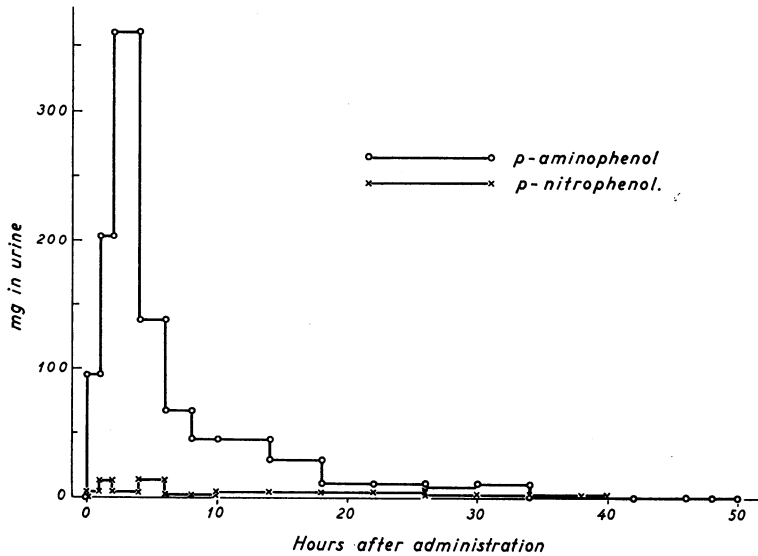 300
200
100
0
mg in urine
p-aminophenol
p-nitrophenol.
0
10
20
30
40
50
Hours after administration